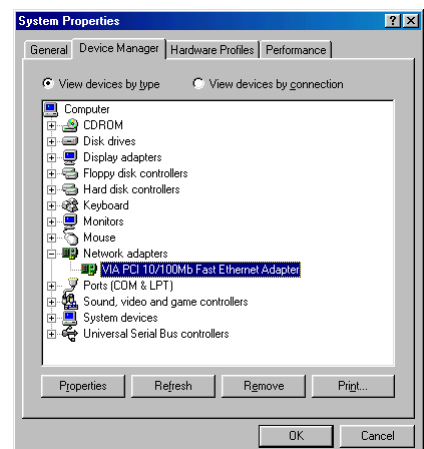 System Properties
General Device Manager Hardware Profiles Performance
View devices by type View devices by connection
Computer
CDROM
Disk drives
Display adapters
Floppy disk controllers
Hard disk controllers
Keyboard
Monitors
Mouse
Network adapters
VIA PCI 10/100Mb Fast Ethernet Adapter
Ports (COM & LPT)
Sound, video and game controllers
System devices
Universal Serial Bus controllers
Properties Refresh Remove Print...
OK Cancel